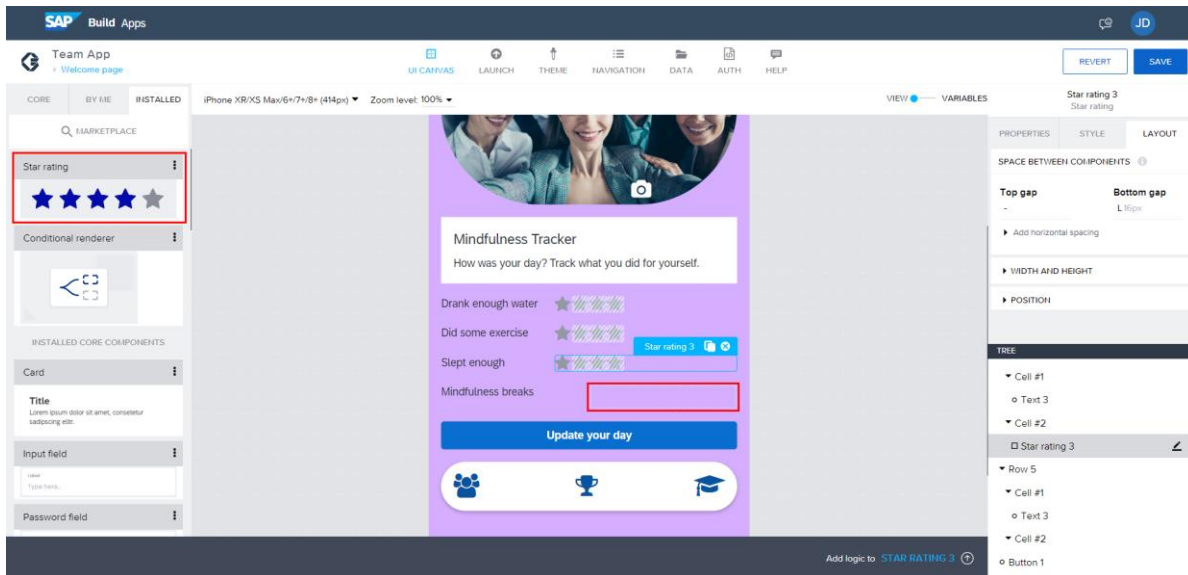 SAP Build Apps
JD
Team App
Welcome page
UI CANVAS LAUNCH THEME NAVIGATION DATA AUTH HELP
REVERT SAVE
CORE BY ME INSTALLED
iPhone XR/XS Max/6+/7+/8+ (414px) Zoom level: 100%
VIEW VARIABLES
Star rating 3
Star rating
MARKETPLACE
PROPERTIES STYLE LAYOUT
Star rating
SPACE BETWEEN COMPONENTS
Top gap Bottom gap
- L 16px
Add horizontal spacing
WIDTH AND HEIGHT
POSITION
Conditional renderer
INSTALLED CORE COMPONENTS
Card
Title
Lorem ipsum dolor sit amet, consetetur
sadipscing elitr.
Input field
Label
Type here..
Password field
Mindfulness Tracker
How was your day? Track what you did for yourself.
Drank enough water
Did some exercise
Star rating 3
Slept enough
Mindfulness breaks
Update your day
TREE
Cell #1
Text 3
Cell #2
Star rating 3
Row 5
Cell #1
Text 3
Cell #2
Button 1
Add logic to STAR RATING 3